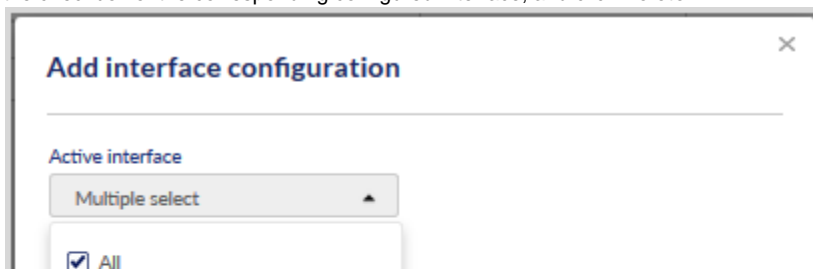 Add interface configuration
Active interface
Multiple select
All